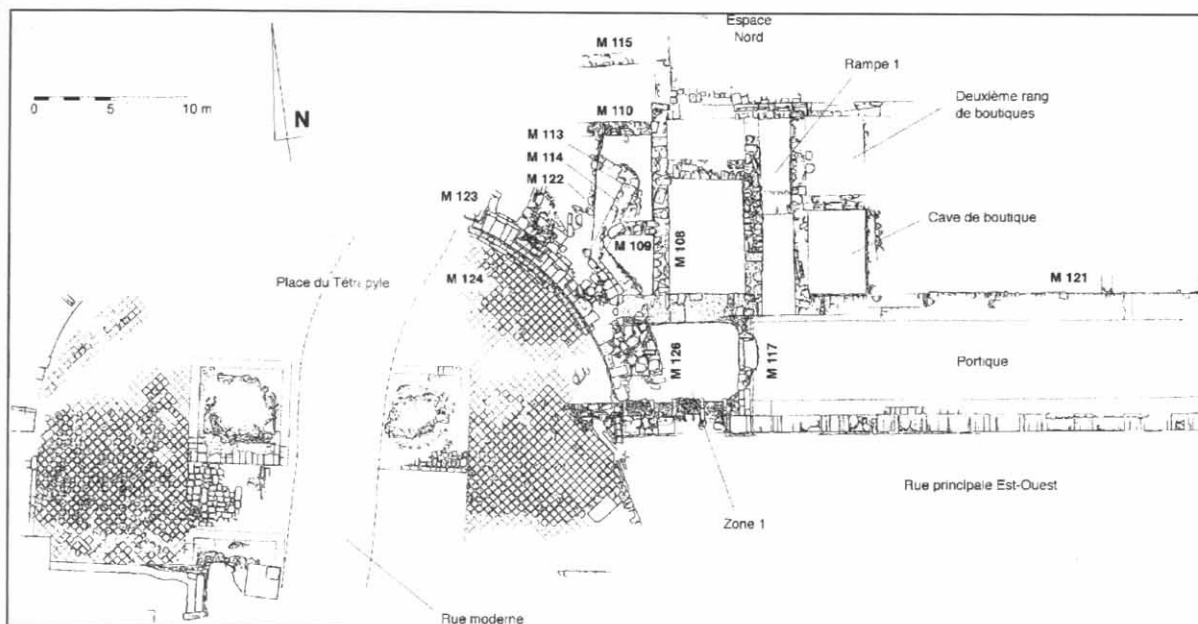 Espace
Nord
M 115
Rampe 1
0 5 10 m
N
M 110
Deuxième rang
de boutiques
M 113
M 114
M 122
M 123
Cave de boutique
M 109
M 108
M 124
Place du Tétrapyle
M 121
M 126
M 117
Portique
Rue principale Est-Ouest
Zone 1
Rue moderne